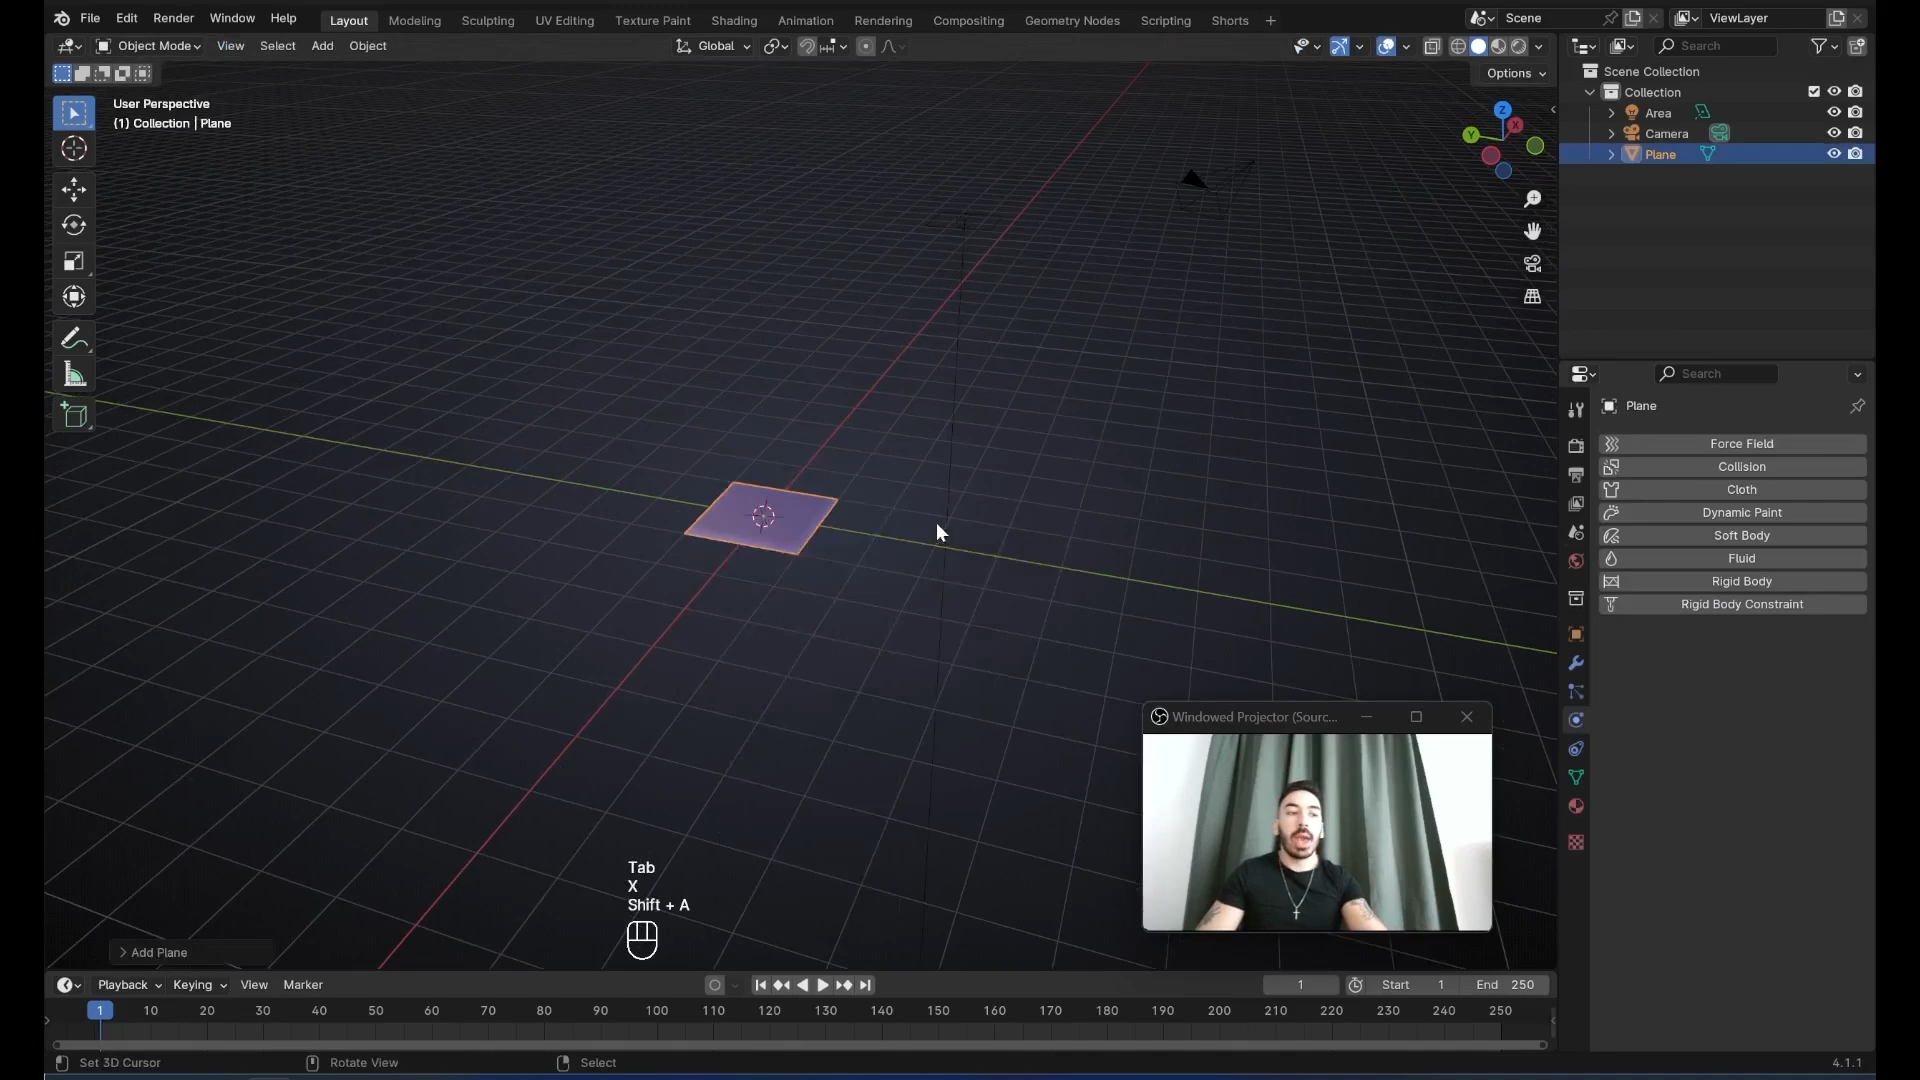 File Edit Render Window Help
Layout Modeling Sculpting UV Editing Texture Paint Shading Animation Rendering Compositing Geometry Nodes Scripting Shorts +
Scene
ViewLayer
Object Mode View Select Add Object
Global
Search
Options
User Perspective
(1) Collection | Plane
Z
X
Y
Scene Collection
Collection
Area
Camera
Plane
Search
Plane
Force Field
Collision
Cloth
Dynamic Paint
Soft Body
Fluid
Rigid Body
Rigid Body Constraint
Windowed Projector (Sourc...
Tab
X
Shift + A
Add Plane
Playback Keying View Marker
1 Start 1 End 250
1 10 20 30 40 50 60 70 80 90 100 110 120 130 140 150 160 170 180 190 200 210 220 230 240 250
Set 3D Cursor Rotate View Select
4.1.1